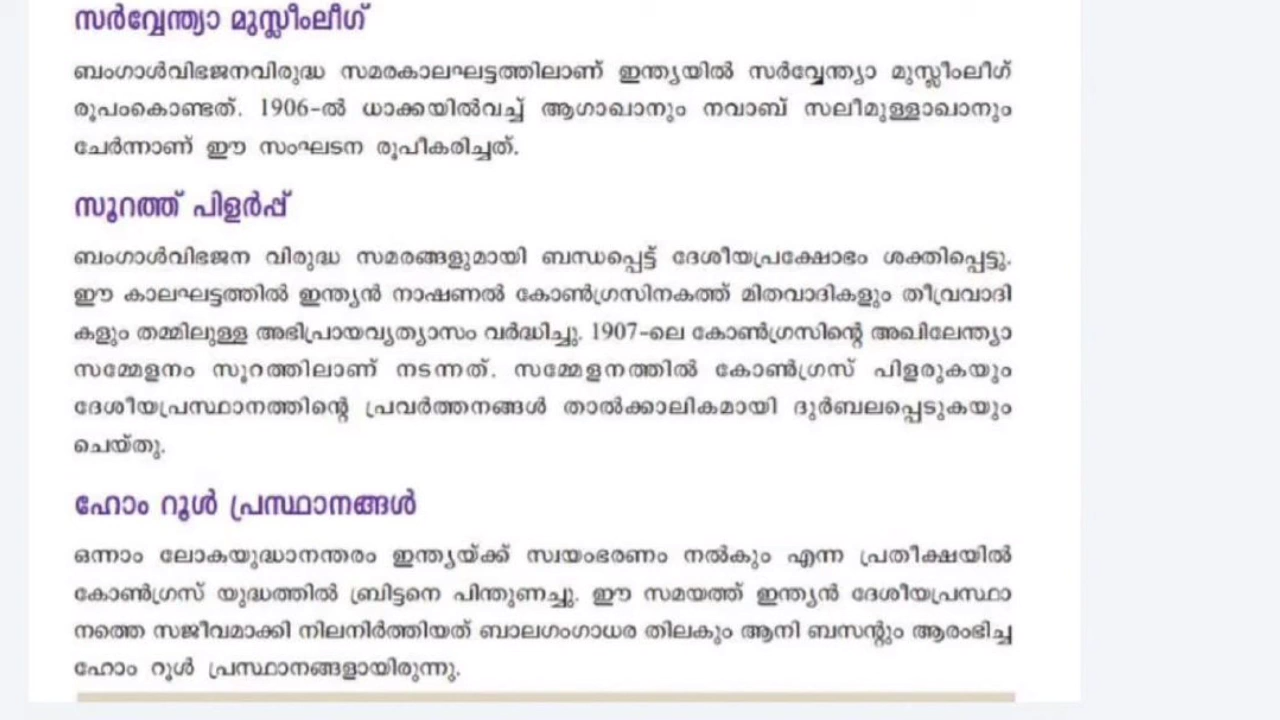 സർവ്വേന്ത്യാ മുസ്ലീംലീഗ്
ബംഗാൾവിഭജനവിരുദ്ധ സമരകാലഘട്ടത്തിലാണ് ഇന്ത്യയിൽ സർവ്വേന്ത്യാ മുസ്ലീംലീഗ്
രൂപംകൊണ്ടത്. 1906-ൽ ധാക്കയിൽവച്ച് ആഗാഖാനും നവാബ് സലീമുള്ളാഖാനും
ചേർന്നാണ് ഈ സംഘടന രൂപീകരിച്ചത്.
സൂറത്ത് പിളർപ്പ്
ബംഗാൾവിഭജന വിരുദ്ധ സമരങ്ങളുമായി ബന്ധപ്പെട്ട് ദേശീയപ്രക്ഷോഭം ശക്തിപ്പെട്ടു.
ഈ കാലഘട്ടത്തിൽ ഇന്ത്യൻ നാഷണൽ കോൺഗ്രസിനകത്ത് മിതവാദികളും തീവ്രവാദി
കളും തമ്മിലുള്ള അഭിപ്രായവ്യത്യാസം വർദ്ധിച്ചു. 1907-ലെ കോൺഗ്രസിന്റെ അഖിലേന്ത്യാ
സമ്മേളനം സൂറത്തിലാണ് നടന്നത്. സമ്മേളനത്തിൽ കോൺഗ്രസ് പിളരുകയും
ദേശീയപ്രസ്ഥാനത്തിന്റെ പ്രവർത്തനങ്ങൾ താൽക്കാലികമായി ദുർബലപ്പെടുകയും
ചെയ്തു.
ഹോം റൂൾ പ്രസ്ഥാനങ്ങൾ
ഒന്നാം ലോകയുദ്ധാനന്തരം ഇന്ത്യയ്ക്ക് സ്വയംഭരണം നൽകും എന്ന പ്രതീക്ഷയിൽ
കോൺഗ്രസ് യുദ്ധത്തിൽ ബ്രിട്ടനെ പിന്തുണച്ചു. ഈ സമയത്ത് ഇന്ത്യൻ ദേശീയപ്രസ്ഥാ
നത്തെ സജീവമാക്കി നിലനിർത്തിയത് ബാലഗംഗാധര തിലകും ആനി ബസന്റും ആരംഭിച്ച
ഹോം റൂൾ പ്രസ്ഥാനങ്ങളായിരുന്നു.